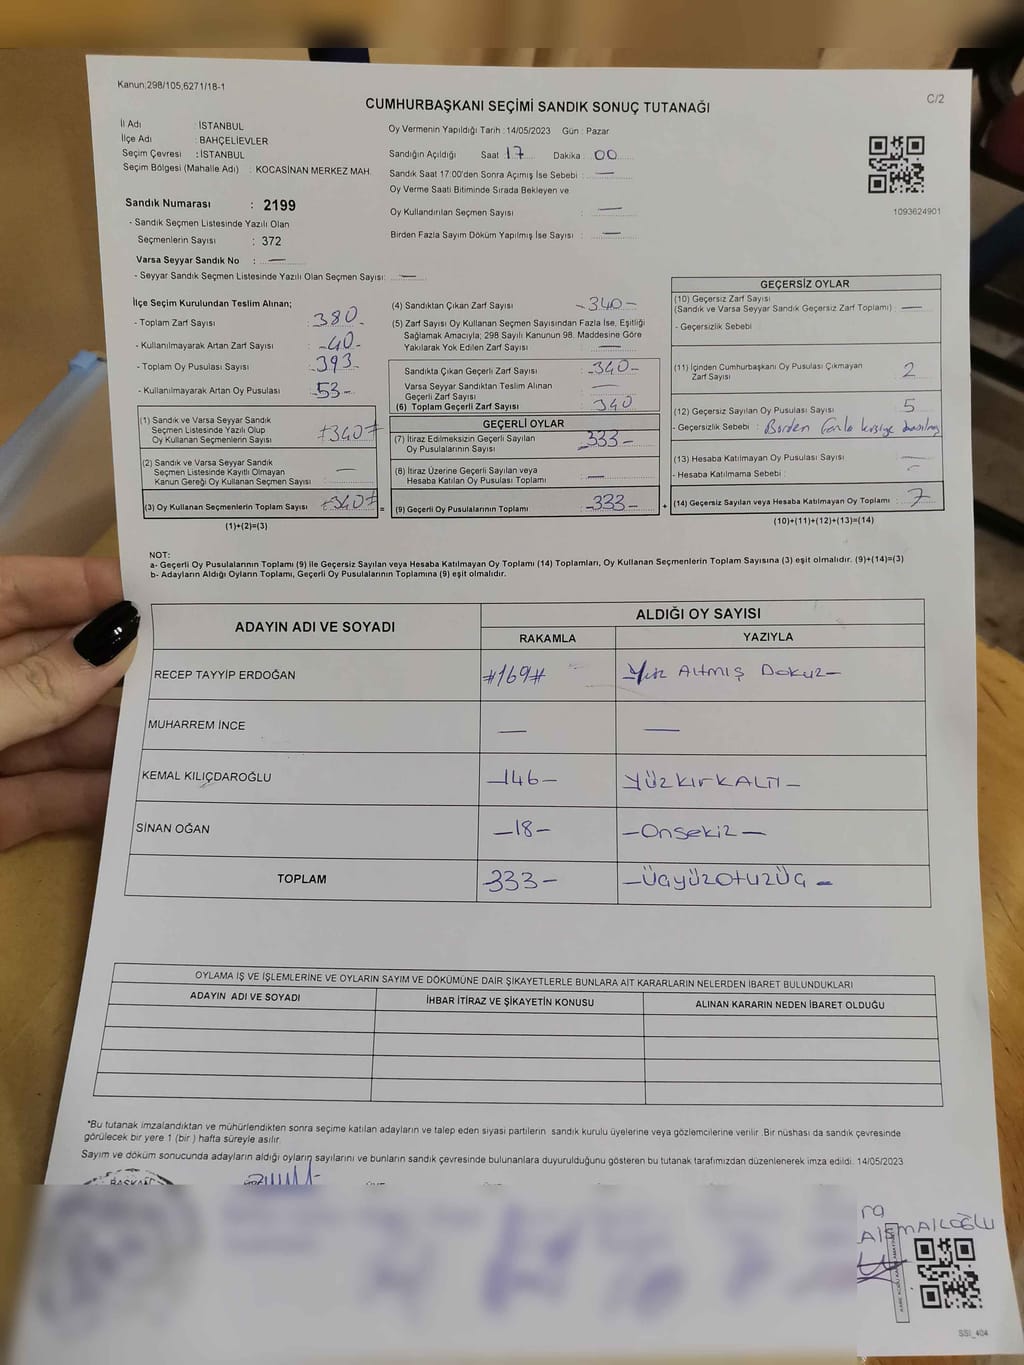 Kanun;298/105,6271/18-1
C/2
CUMHURBAŞKANI SEÇİMİ SANDIK SONUÇ TUTANAĞI
İl Adı : İSTANBUL
İlçe Adı : BAHÇELİEVLER
Seçim Çevresi : İSTANBUL
Seçim Bölgesi (Mahalle Adı) : KOCASİNAN MERKEZ MAH.
Sandık Numarası : 2199
- Sandık Seçmen Listesinde Yazılı Olan
Seçmenlerin Sayısı : 372
Varsa Seyyar Sandık No : —
- Seyyar Sandık Seçmen Listesinde Yazılı Olan Seçmen Sayısı: —
Oy Vermenin Yapıldığı Tarih : 14/05/2023 Gün : Pazar
Sandığın Açıldığı Saat 17 Dakika : 00
Sandık Saat 17:00'den Sonra Açımış İse Sebebi : —
Oy Verme Saati Bitiminde Sırada Bekleyen ve
Oy Kullandırılan Seçmen Sayısı : —
Birden Fazla Sayım Döküm Yapılmış İse Sayısı : —
1093624901
İlçe Seçim Kurulundan Teslim Alınan;
- Toplam Zarf Sayısı : 380-
- Kullanılmayarak Artan Zarf Sayısı : -40-
- Toplam Oy Pusulası Sayısı : 393-
- Kullanılmayarak Artan Oy Pusulası : 53-
(1) Sandık ve Varsa Seyyar Sandık
Seçmen Listesinde Yazılı Olup
Oy Kullanan Seçmenlerin Sayısı : #340#
(2) Sandık ve Varsa Seyyar Sandık
Seçmen Listesinde Kayıtlı Olmayan
Kanun Gereği Oy Kullanan Seçmen Sayısı : —
(3) Oy Kullanan Seçmenlerin Toplam Sayısı : #340# =
(1)+(2)=(3)
(4) Sandıktan Çıkan Zarf Sayısı : -340-
(5) Zarf Sayısı Oy Kullanan Seçmen Sayısından Fazla İse, Eşitliği
Sağlamak Amacıyla; 298 Sayılı Kanunun 98. Maddesine Göre
Yakılarak Yok Edilen Zarf Sayısı : —
Sandıkta Çıkan Geçerli Zarf Sayısı : -340-
Varsa Seyyar Sandıktan Teslim Alınan
Geçerli Zarf Sayısı : —
(6) Toplam Geçerli Zarf Sayısı : 340
GEÇERLİ OYLAR
(7) İtiraz Edilmeksizin Geçerli Sayılan
Oy Pusulası Sayısı : -333-
(8) İtiraz Üzerine Geçerli Sayılan veya
Hesaba Katılan Oy Pusulası Toplamı : —
(9) Geçerli Oy Pusulalarının Toplamı : -333- +
GEÇERSİZ OYLAR
(10) Geçersiz Zarf Sayısı
(Sandık ve Varsa Seyyar Sandık Geçersiz Zarf Toplamı) : —
- Geçersizlik Sebebi
(11) İçinden Cumhurbaşkanı Oy Pusulası Çıkmayan
Zarf Sayısı : 2
(12) Geçersiz Sayılan Oy Pusulası Sayısı : 5
- Geçersizlik Sebebi : Birden Fazla kişiye basılmış
(13) Hesaba Katılmayan Oy Pusulası Sayısı : —
- Hesaba Katılmama Sebebi :
(14) Geçersiz Sayılan veya Hesaba Katılmayan Oy Toplamı : 7
(10)+(11)+(12)+(13)=(14)
NOT:
a- Geçerli Oy Pusulalarının Toplamı (9) ile Geçersiz Sayılan veya Hesaba Katılmayan Oy Toplamı (14) Toplamları, Oy Kullanan Seçmenlerin Toplam Sayısına (3) eşit olmalıdır. (9)+(14)=(3)
b- Adayların Aldığı Oyların Toplamı, Geçerli Oy Pusulalarının Toplamına (9) eşit olmalıdır.
ADAYIN ADI VE SOYADI
ALDIĞI OY SAYISI
RAKAMLA YAZIYLA
RECEP TAYYİP ERDOĞAN #169# Yüz Altmış Dokuz-
MUHARREM İNCE — —
KEMAL KILIÇDAROĞLU -146- YÜZKIRKALTI -
SİNAN OĞAN -18- -Onsekiz-
TOPLAM 333- -ÜÇYÜZOTUZÜÇ-
OYLAMA İŞ VE İŞLEMLERİNE VE OYLARIN SAYIM VE DÖKÜMÜNE DAİR ŞİKAYETLERLE BUNLARA AİT KARARLARIN NELERDEN İBARET BULUNDUKLARI
ADAYIN ADI VE SOYADI İHBAR İTİRAZ VE ŞİKAYETİN KONUSU ALINAN KARARIN NEDEN İBARET OLDUĞU
*Bu tutanak imzalandıktan ve mühürlendikten sonra seçime katılan adayların ve talep eden siyasi partilerin sandık kurulu üyelerine veya gözlemcilerine verilir .Bir nüshası da sandık çevresinde
görülecek bir yere 1 (bir ) hafta süreyle asılır.
Sayım ve döküm sonucunda adayların aldığı oyların sayılarını ve bunların sandık çevresinde bulunanlara duyurulduğunu gösteren bu tutanak tarafımızdan düzenlenerek imza edildi. 14/05/2023
BAŞKAN
SSI_404